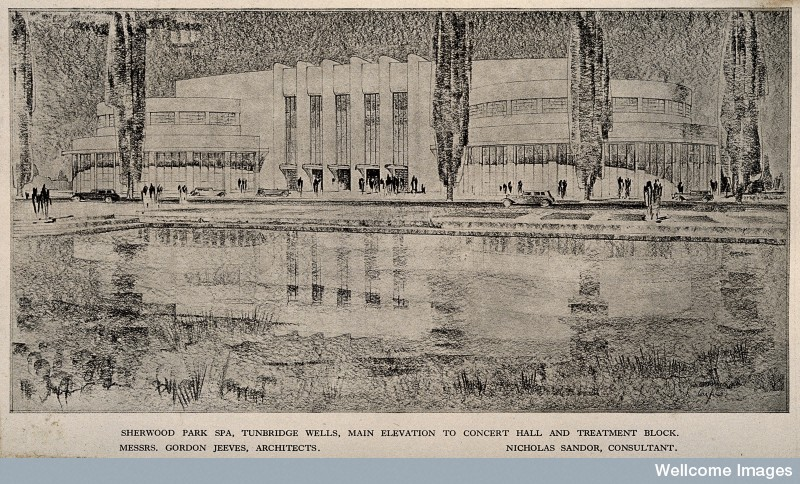 SHERWOOD PARK SPA, TUNBRIDGE WELLS, MAIN ELEVATION TO CONCERT HALL AND TREATMENT BLOCK.
MESSRS. GORDON JEEVES, ARCHITECTS. NICHOLAS SANDOR, CONSULTANT.
Wellcome Images